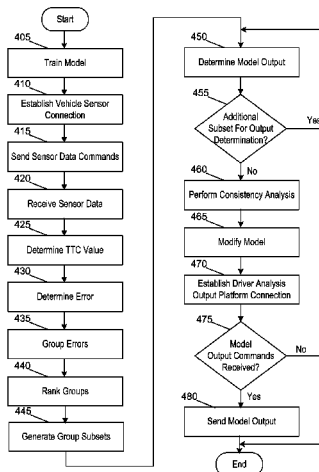 Start
405
Train Model
410
Establish Vehicle Sensor
Connection
415
Send Sensor Data Commands
420
Receive Sensor Data
425
Determine TTC Value
430
Determine Error
435
Group Errors
440
Rank Groups
445
Generate Group Subsets
450
Determine Model Output
455
Additional
Subset For Output
Determination?
Yes
No
460
Perform Consistency Analysis
465
Modify Model
470
Establish Driver Analysis
Output Platform Connection
475
Model
Output Commands
Received?
No
Yes
480
Send Model Output
End